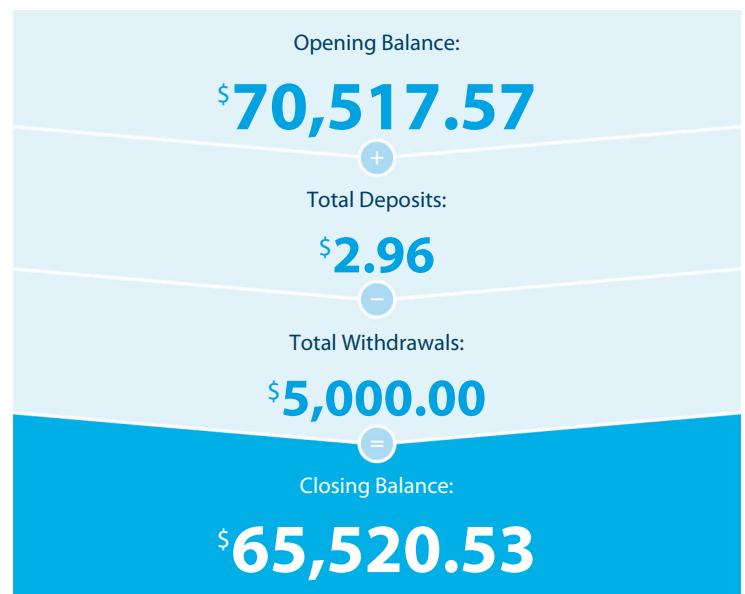 Opening Balance:
$70,517.57
+
Total Deposits:
$2.96
−
Total Withdrawals:
$5,000.00
=
Closing Balance:
$65,520.53